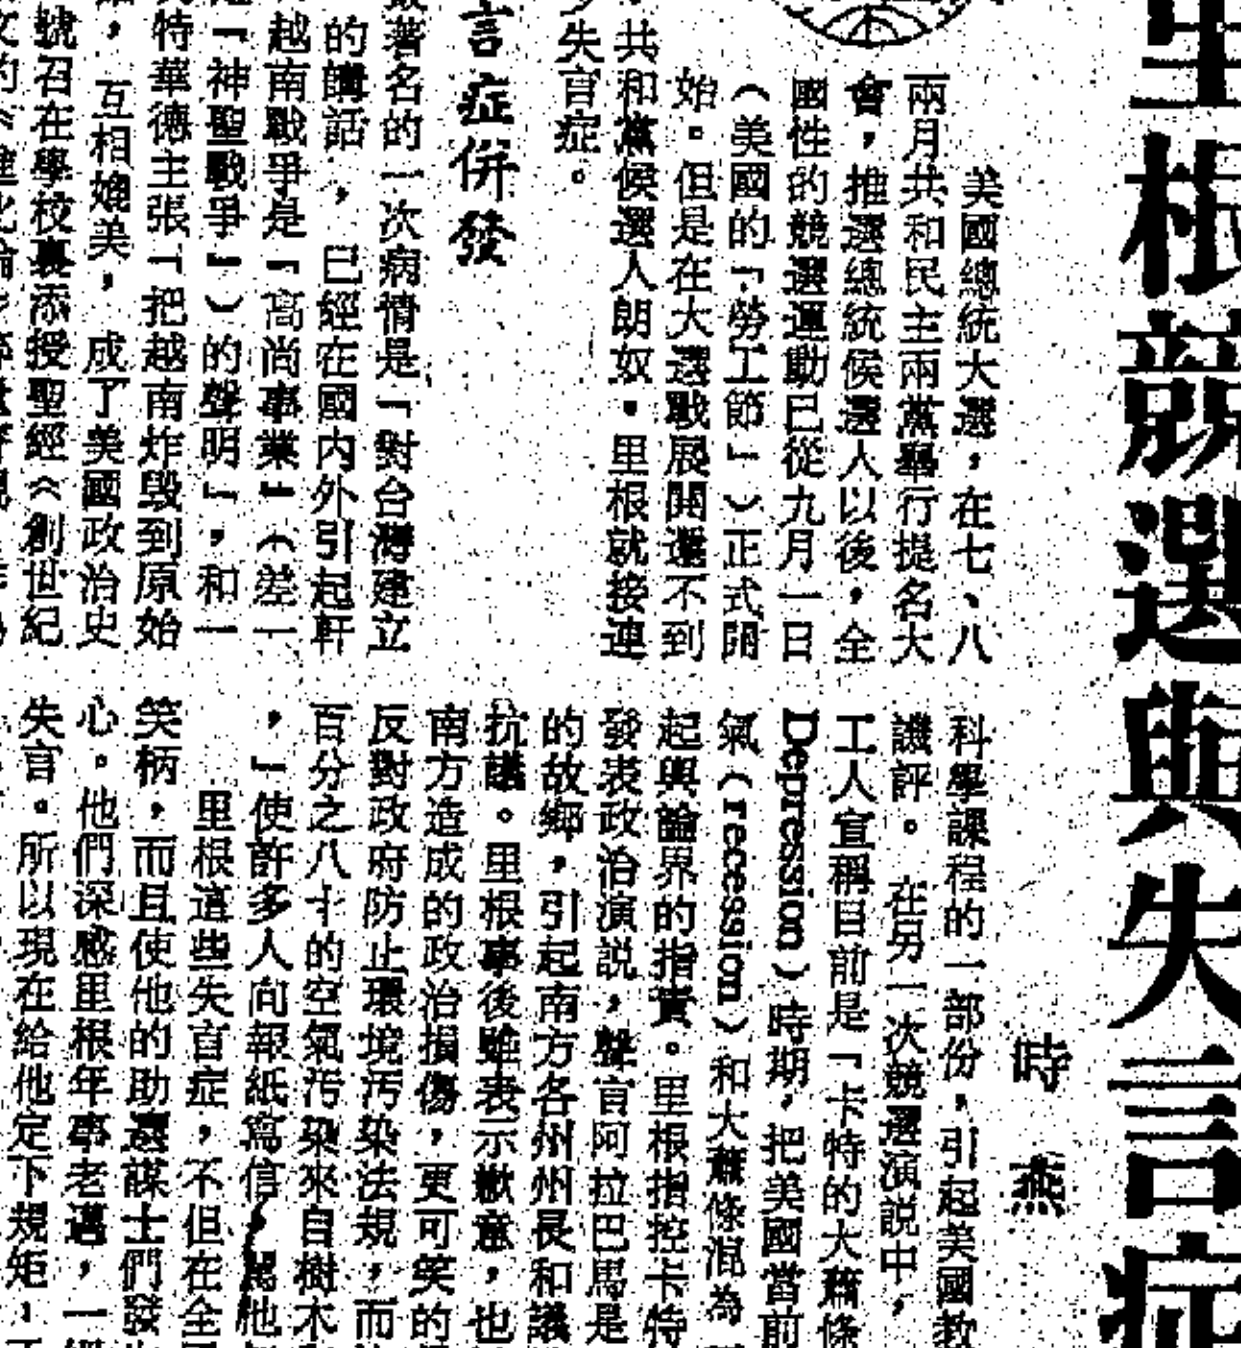 里根競選與失言症
時燕
美國總統大選，在七、八
兩月共和民主兩黨舉行提名大
會，推選總統候選人以後，全
國性的競選運動已從九月一日
（美國的「勞工節」）正式開
始。但是在大選戰展開還不到
，共和黨候選人朗奴・里根就接連
失言症。
言症併發
著名的一次病情是「對台灣建立
的講話，已經在國內外引起軒
越南戰爭是「高尚事業」（差一
「神聖戰爭」）的聲明」，和一
特華德主張「把越南炸毀到原始
，互相媲美，成了美國政治史
號召在學校裏添授聖經《創世紀
科學課程的一部份，引起美國教
譏評。在另一次競選演説中，
工人宣稱目前是「卡特的大蕭條
Depression）時期，把美國當前
氣（recession）和大蕭條混為
起輿論界的指責。里根指控卡特
發表政治演説，聲言阿拉巴馬是
的故鄉，引起南方各州州長和議
抗議。里根事後雖表示歉意，也
南方造成的政治損傷，更可笑的
反對政府防止環境汚染法規，而
百分之八十的空氣汚染來自樹木
，」使許多人向報紙寫信，罵他
里根這些失言症，不但在全
笑柄，而且使他的助選謀士們發
心。他們深感里根年事老邁，一
失言。所以現在給他定下規矩，